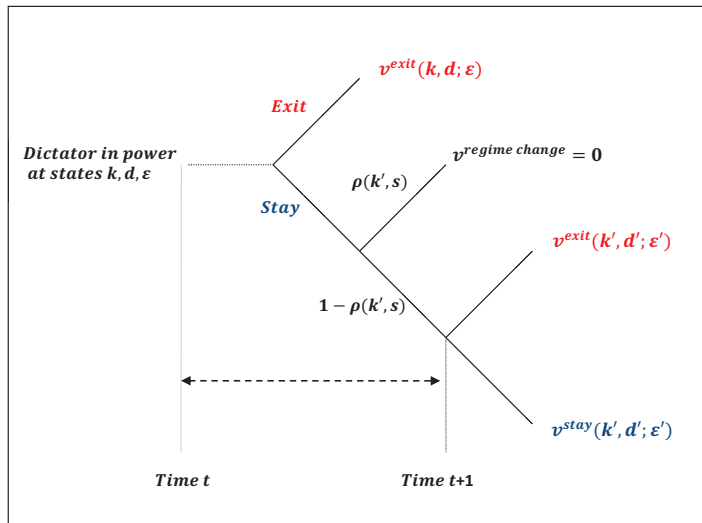 v^{exit}(k, d; ε)
Exit
Dictator in power
at states k, d, ε
v^{regime change} = 0
ρ(k′, s)
Stay
v^{exit}(k′, d′; ε′)
1 − ρ(k′, s)
v^{stay}(k′, d′; ε′)
Time t
Time t+1